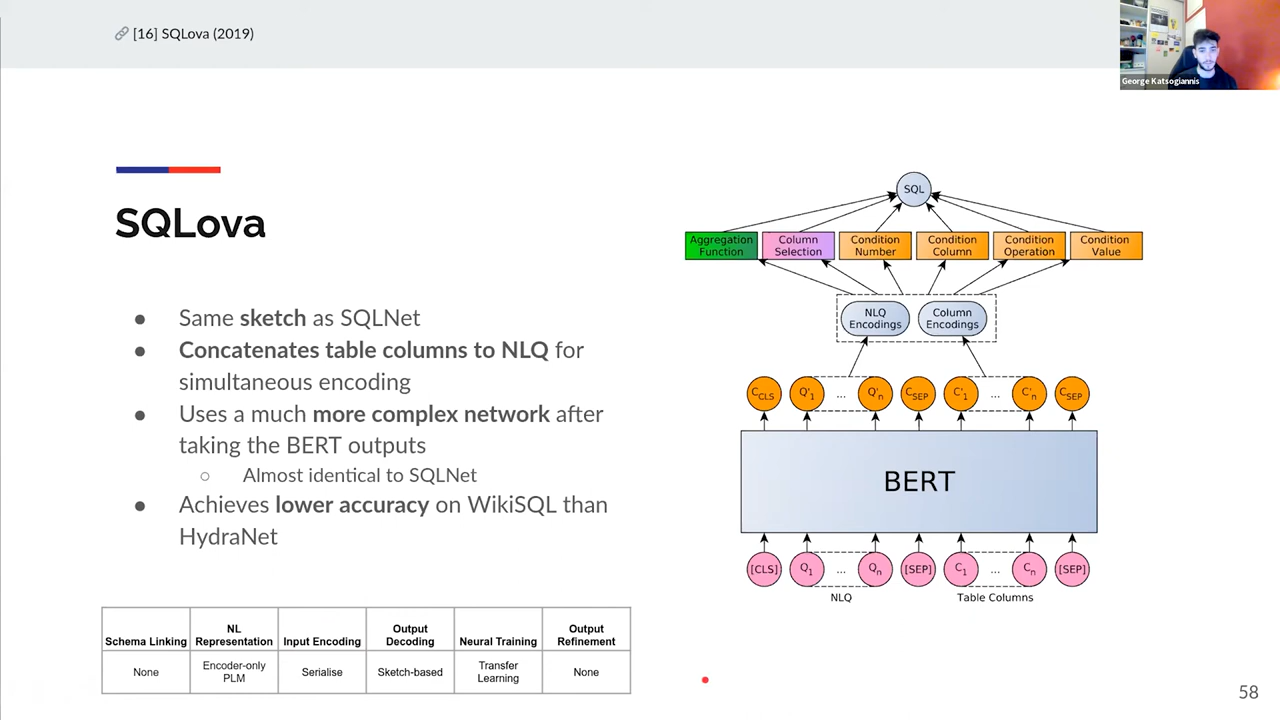 [16] SQLova (2019)
George Katsogiannis
SQLova
● Same sketch as SQLNet
● Concatenates table columns to NLQ for
simultaneous encoding
● Uses a much more complex network after
taking the BERT outputs
○ Almost identical to SQLNet
● Achieves lower accuracy on WikiSQL than
HydraNet
Schema Linking
NL
Representation
Input Encoding
Output
Decoding
Neural Training
Output
Refinement
None
Encoder-only
PLM
Serialise
Sketch-based
Transfer
Learning
None
SQL
Aggregation
Function
Column
Selection
Condition
Number
Condition
Column
Condition
Operation
Condition
Value
NLQ
Encodings
Column
Encodings
C_CLS Q'_1 ... Q'_n C_SEP C'_1 ... C'_n C_SEP
BERT
[CLS] Q_1 ... Q_n [SEP] C_1 ... C_n [SEP]
NLQ Table Columns
58